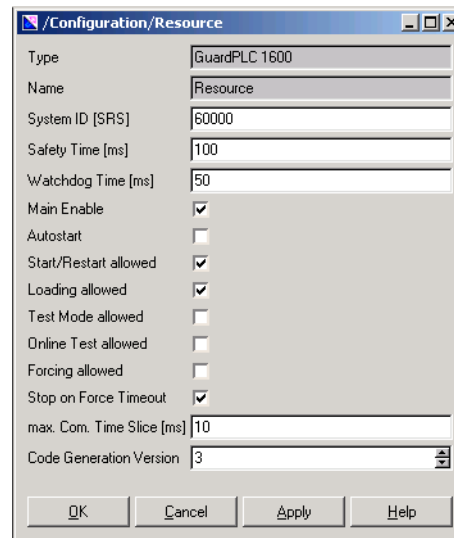 /Configuration/Resource
Type GuardPLC 1600
Name Resource
System ID [SRS] 60000
Safety Time [ms] 100
Watchdog Time [ms] 50
Main Enable
Autostart
Start/Restart allowed
Loading allowed
Test Mode allowed
Online Test allowed
Forcing allowed
Stop on Force Timeout
max. Com. Time Slice [ms] 10
Code Generation Version 3
OK Cancel Apply Help